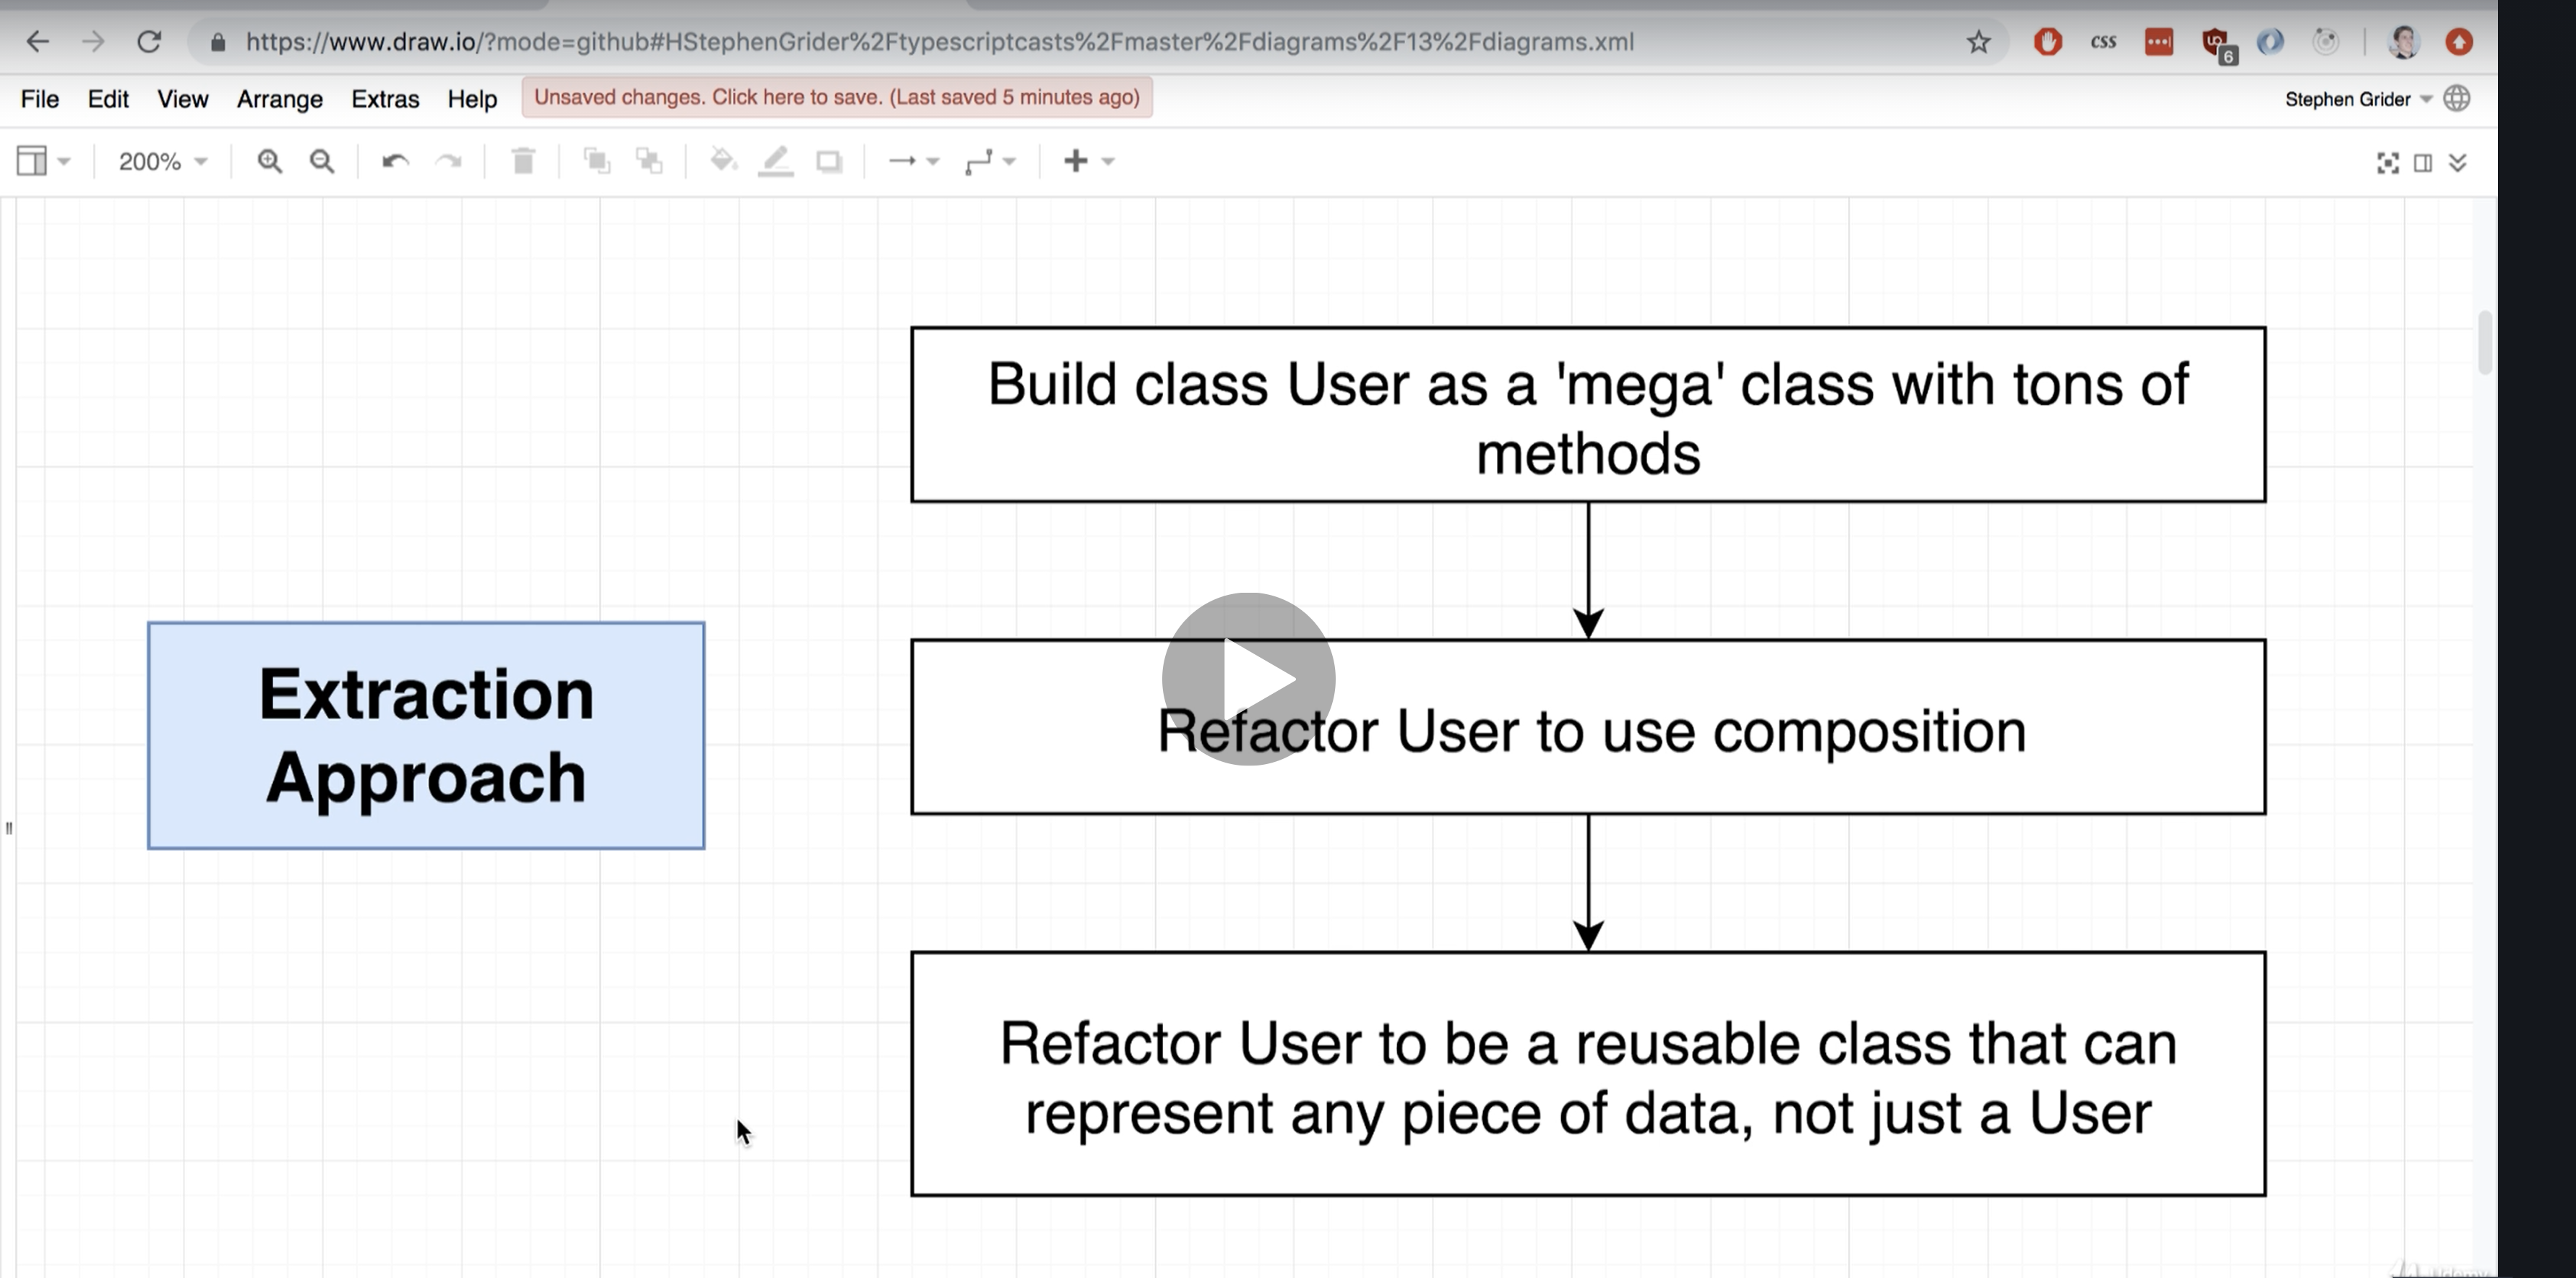 https://www.draw.io/?mode=github#HStephenGrider%2Ftypescriptcasts%2Fmaster%2Fdiagrams%2F13%2Fdiagrams.xml
css
6
File Edit View Arrange Extras Help Unsaved changes. Click here to save. (Last saved 5 minutes ago) Stephen Grider
200%
Build class User as a 'mega' class with tons of
methods
Extraction
Approach
Refactor User to use composition
Refactor User to be a reusable class that can
represent any piece of data, not just a User